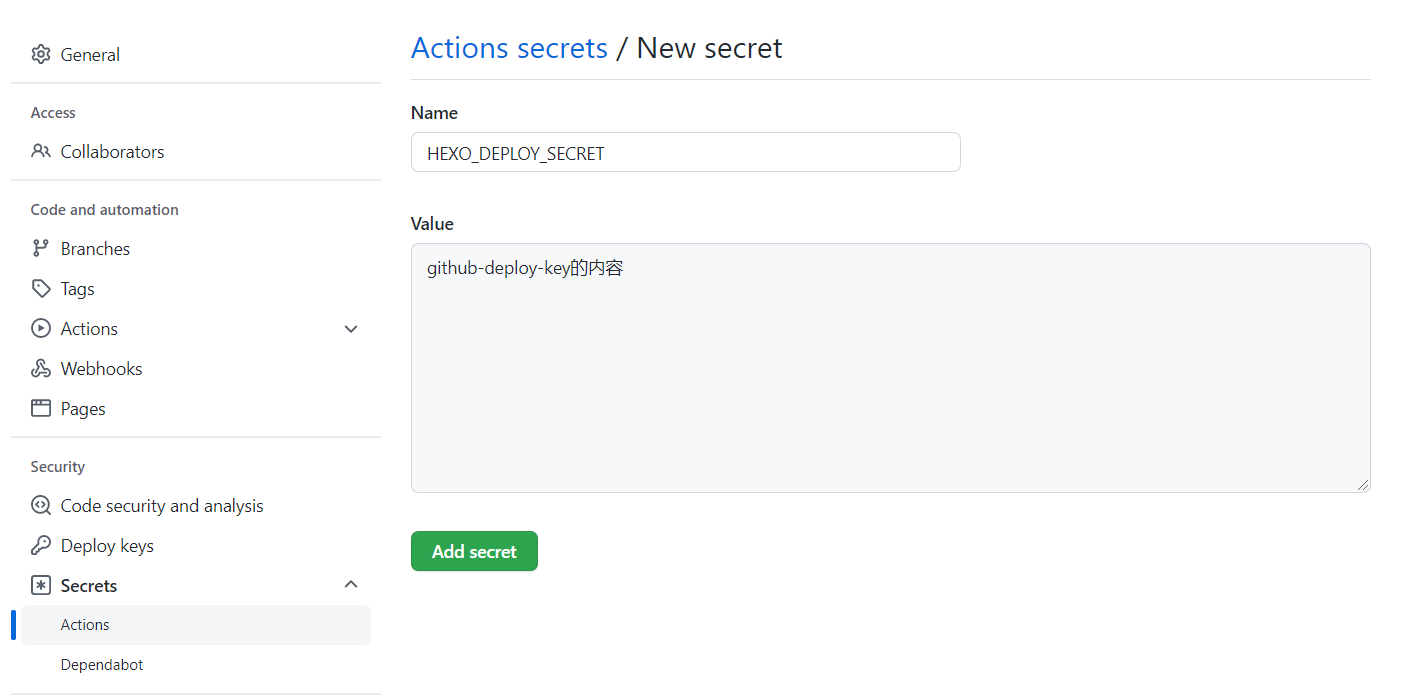 General
Access
Collaborators
Code and automation
Branches
Tags
Actions
Webhooks
Pages
Security
Code security and analysis
Deploy keys
Secrets
Actions
Dependabot
Actions secrets / New secret
Name
HEXO_DEPLOY_SECRET
Value
github-deploy-key的内容
Add secret